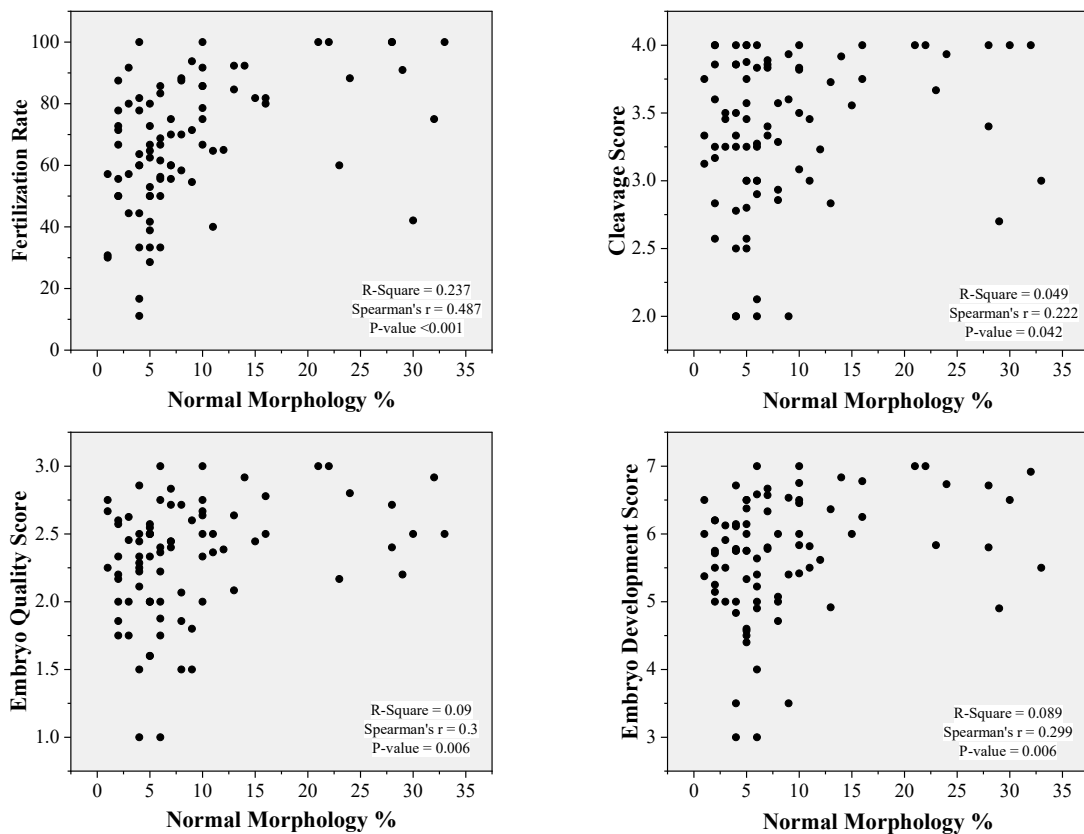 100
80
60
40
20
0
Fertilization Rate
R-Square = 0.237
Spearman's r = 0.487
P-value <0.001
0 5 10 15 20 25 30 35
Normal Morphology %
4.0
3.5
3.0
2.5
2.0
Cleavage Score
R-Square = 0.049
Spearman's r = 0.222
P-value = 0.042
0 5 10 15 20 25 30 35
Normal Morphology %
3.0
2.5
2.0
1.5
1.0
Embryo Quality Score
R-Square = 0.09
Spearman's r = 0.3
P-value = 0.006
0 5 10 15 20 25 30 35
Normal Morphology %
7
6
5
4
3
Embryo Development Score
R-Square = 0.089
Spearman's r = 0.299
P-value = 0.006
0 5 10 15 20 25 30 35
Normal Morphology %